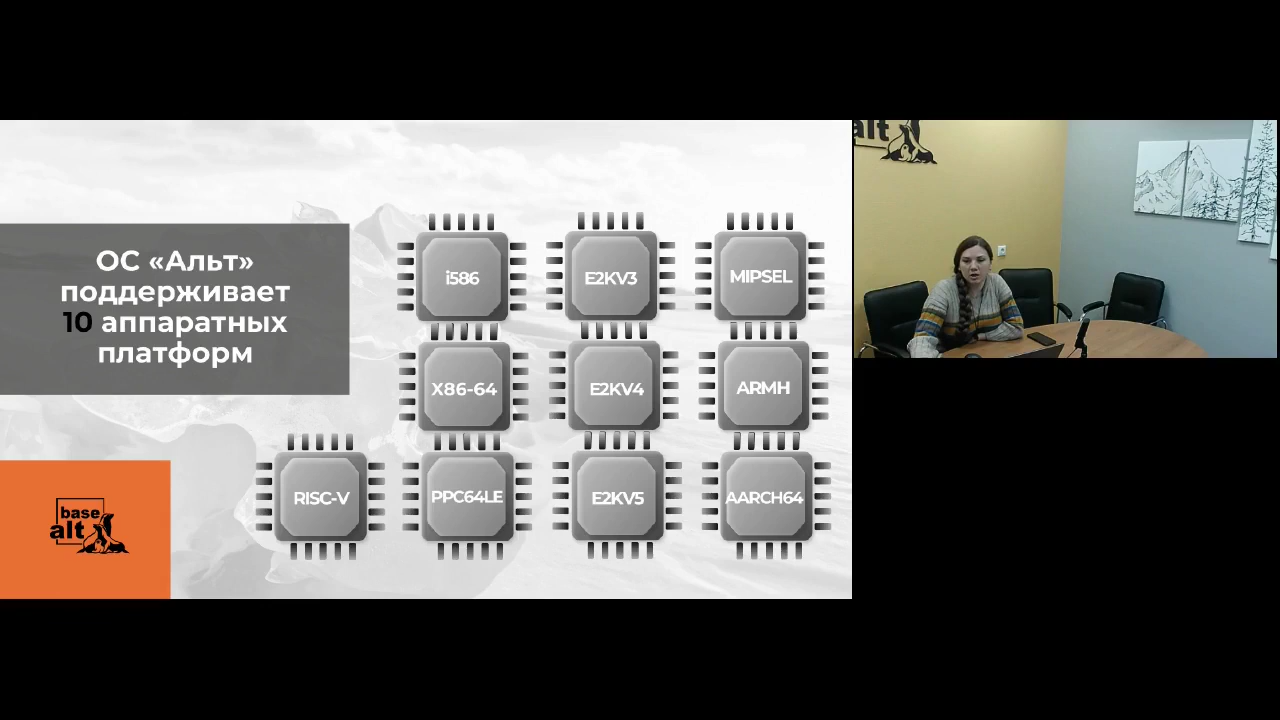 ОС «Альт»
поддерживает
10 аппаратных
платформ
i586
E2KV3
MIPSEL
X86-64
E2KV4
ARMH
RISC-V
PPC64LE
E2KV5
AARCH64
base
alt
alt